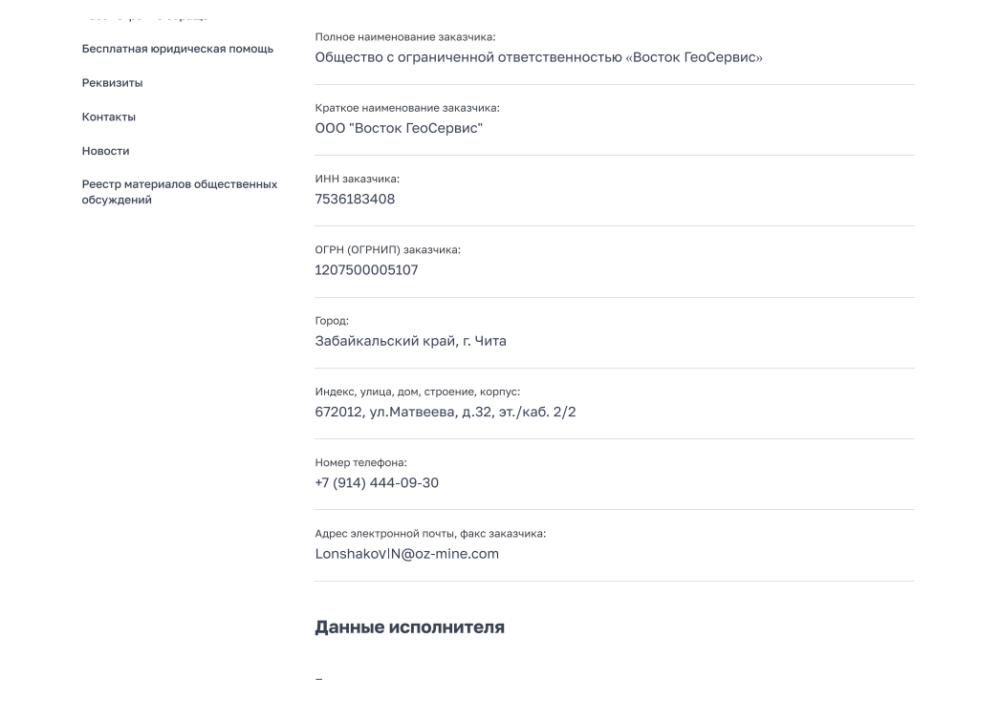 Бесплатная юридическая помощь
Реквизиты
Контакты
Новости
Реестр материалов общественных
обсуждений
Полное наименование заказчика:
Общество с ограниченной ответственностью «Восток ГеоСервис»
Краткое наименование заказчика:
ООО "Восток ГеоСервис"
ИНН заказчика:
7536183408
ОГРН (ОГРНИП) заказчика:
1207500005107
Город:
Забайкальский край, г. Чита
Индекс, улица, дом, строение, корпус:
672012, ул.Матвеева, д.32, эт./каб. 2/2
Номер телефона:
+7 (914) 444-09-30
Адрес электронной почты, факс заказчика:
LonshakovIN@oz-mine.com
Данные исполнителя
–